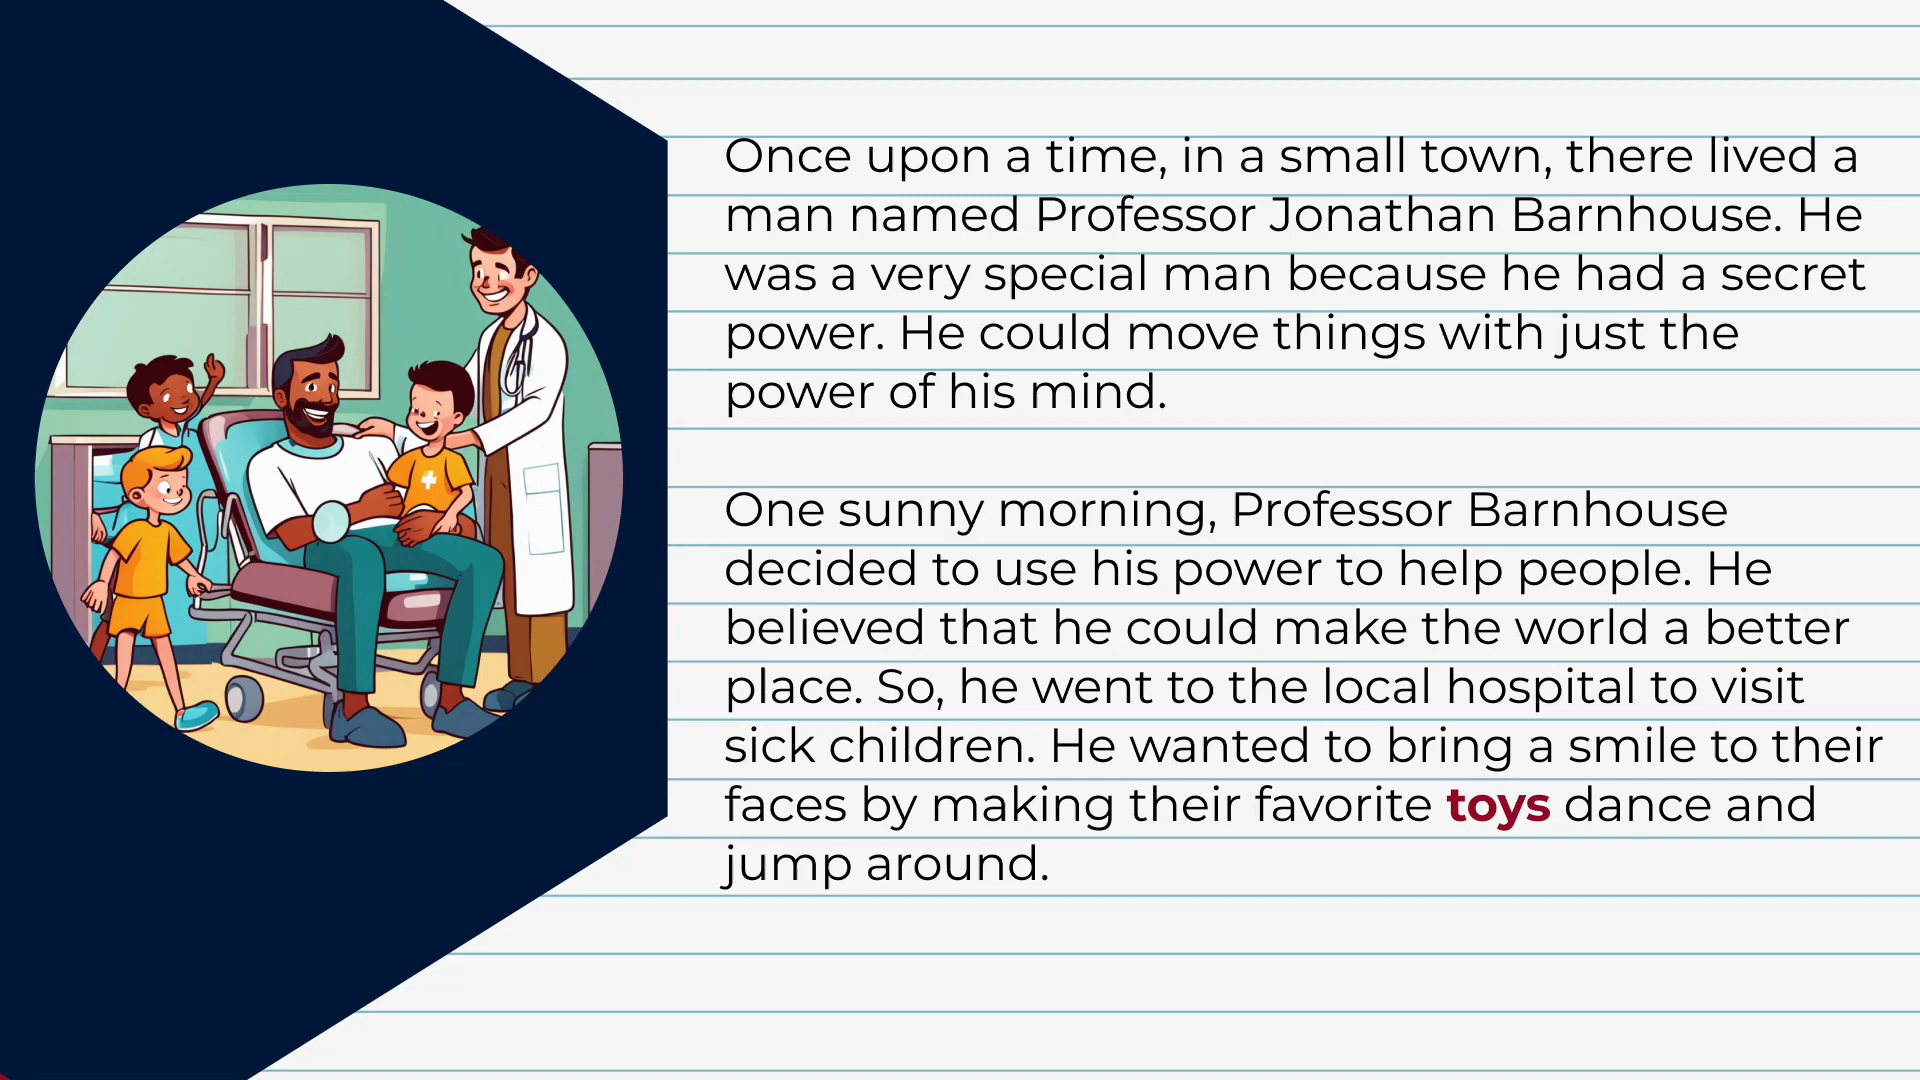 Once upon a time, in a small town, there lived a
man named Professor Jonathan Barnhouse. He
was a very special man because he had a secret
power. He could move things with just the
power of his mind.
One sunny morning, Professor Barnhouse
decided to use his power to help people. He
believed that he could make the world a better
place. So, he went to the local hospital to visit
sick children. He wanted to bring a smile to their
faces by making their favorite toys dance and
jump around.